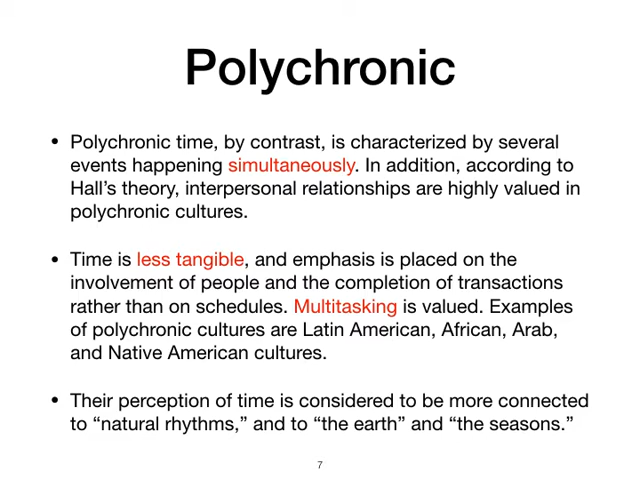 Polychronic
• Polychronic time, by contrast, is characterized by several
events happening simultaneously. In addition, according to
Hall’s theory, interpersonal relationships are highly valued in
polychronic cultures.
• Time is less tangible, and emphasis is placed on the
involvement of people and the completion of transactions
rather than on schedules. Multitasking is valued. Examples
of polychronic cultures are Latin American, African, Arab,
and Native American cultures.
• Their perception of time is considered to be more connected
to “natural rhythms,” and to “the earth” and “the seasons.”
7